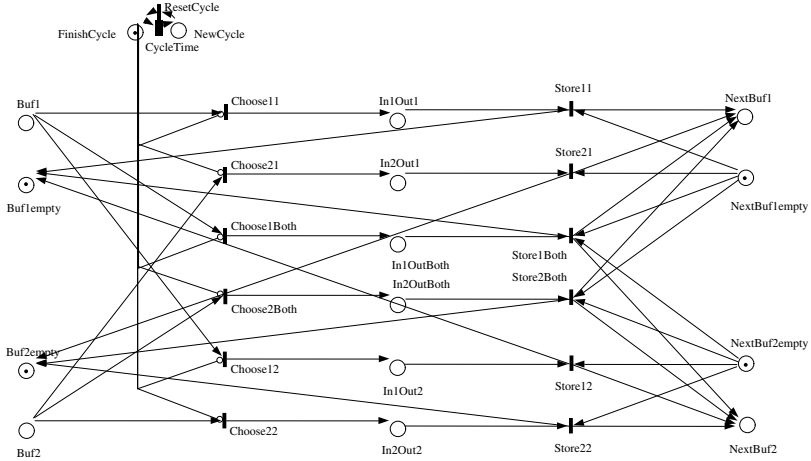 ResetCycle
FinishCycle
NewCycle
CycleTime
Buf1
Choose11
In1Out1
Store11
NextBuf1
Choose21
In2Out1
Store21
Buf1empty
NextBuf1empty
Choose1Both
In1OutBoth
Store1Both
In2OutBoth
Store2Both
Choose2Both
Buf2empty
NextBuf2empty
Choose12
In1Out2
Store12
Choose22
In2Out2
Store22
Buf2
NextBuf2